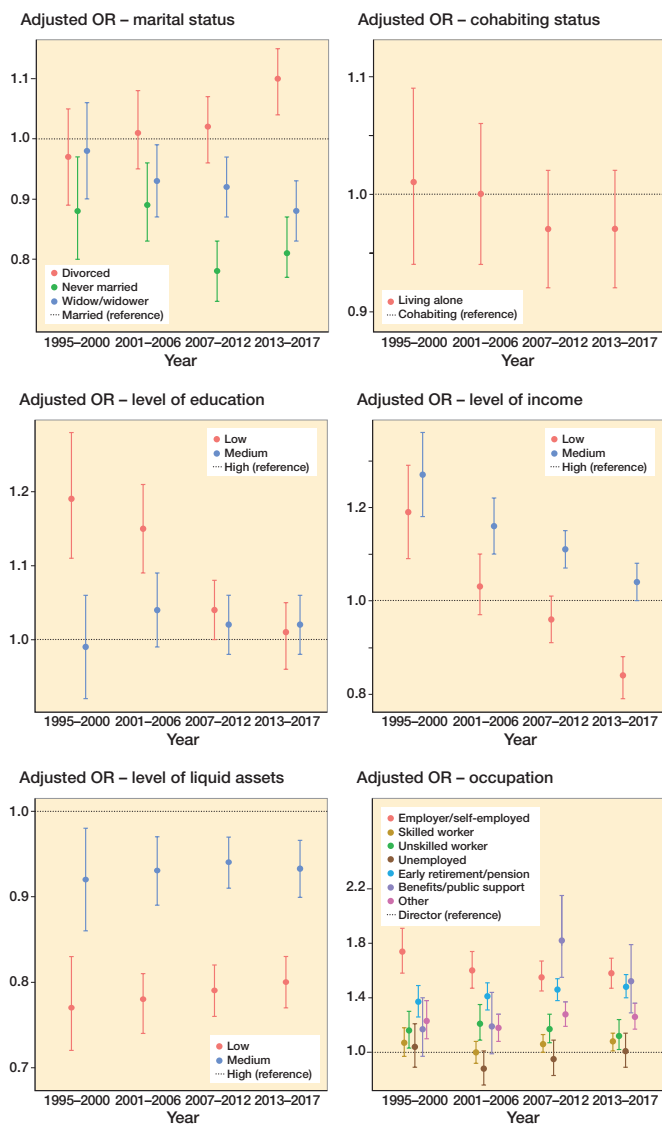 Adjusted OR – marital status
1.1
1.0
0.9
0.8
Divorced
Never married
Widow/widower
Married (reference)
1995–2000 2001–2006 2007–2012 2013–2017
Year
Adjusted OR – cohabiting status
1.1
1.0
0.9
Living alone
Cohabiting (reference)
1995–2000 2001–2006 2007–2012 2013–2017
Year
Adjusted OR – level of education
Low
Medium
High (reference)
1.2
1.1
1.0
1995–2000 2001–2006 2007–2012 2013–2017
Year
Adjusted OR – level of income
Low
Medium
High (reference)
1.2
1.0
0.8
1995–2000 2001–2006 2007–2012 2013–2017
Year
Adjusted OR – level of liquid assets
1.0
0.9
0.8
0.7
Low
Medium
High (reference)
1995–2000 2001–2006 2007–2012 2013–2017
Year
Adjusted OR – occupation
Employer/self-employed
Skilled worker
Unskilled worker
Unemployed
Early retirement/pension
Benefits/public support
Other
Director (reference)
2.2
1.8
1.4
1.0
1995–2000 2001–2006 2007–2012 2013–2017
Year